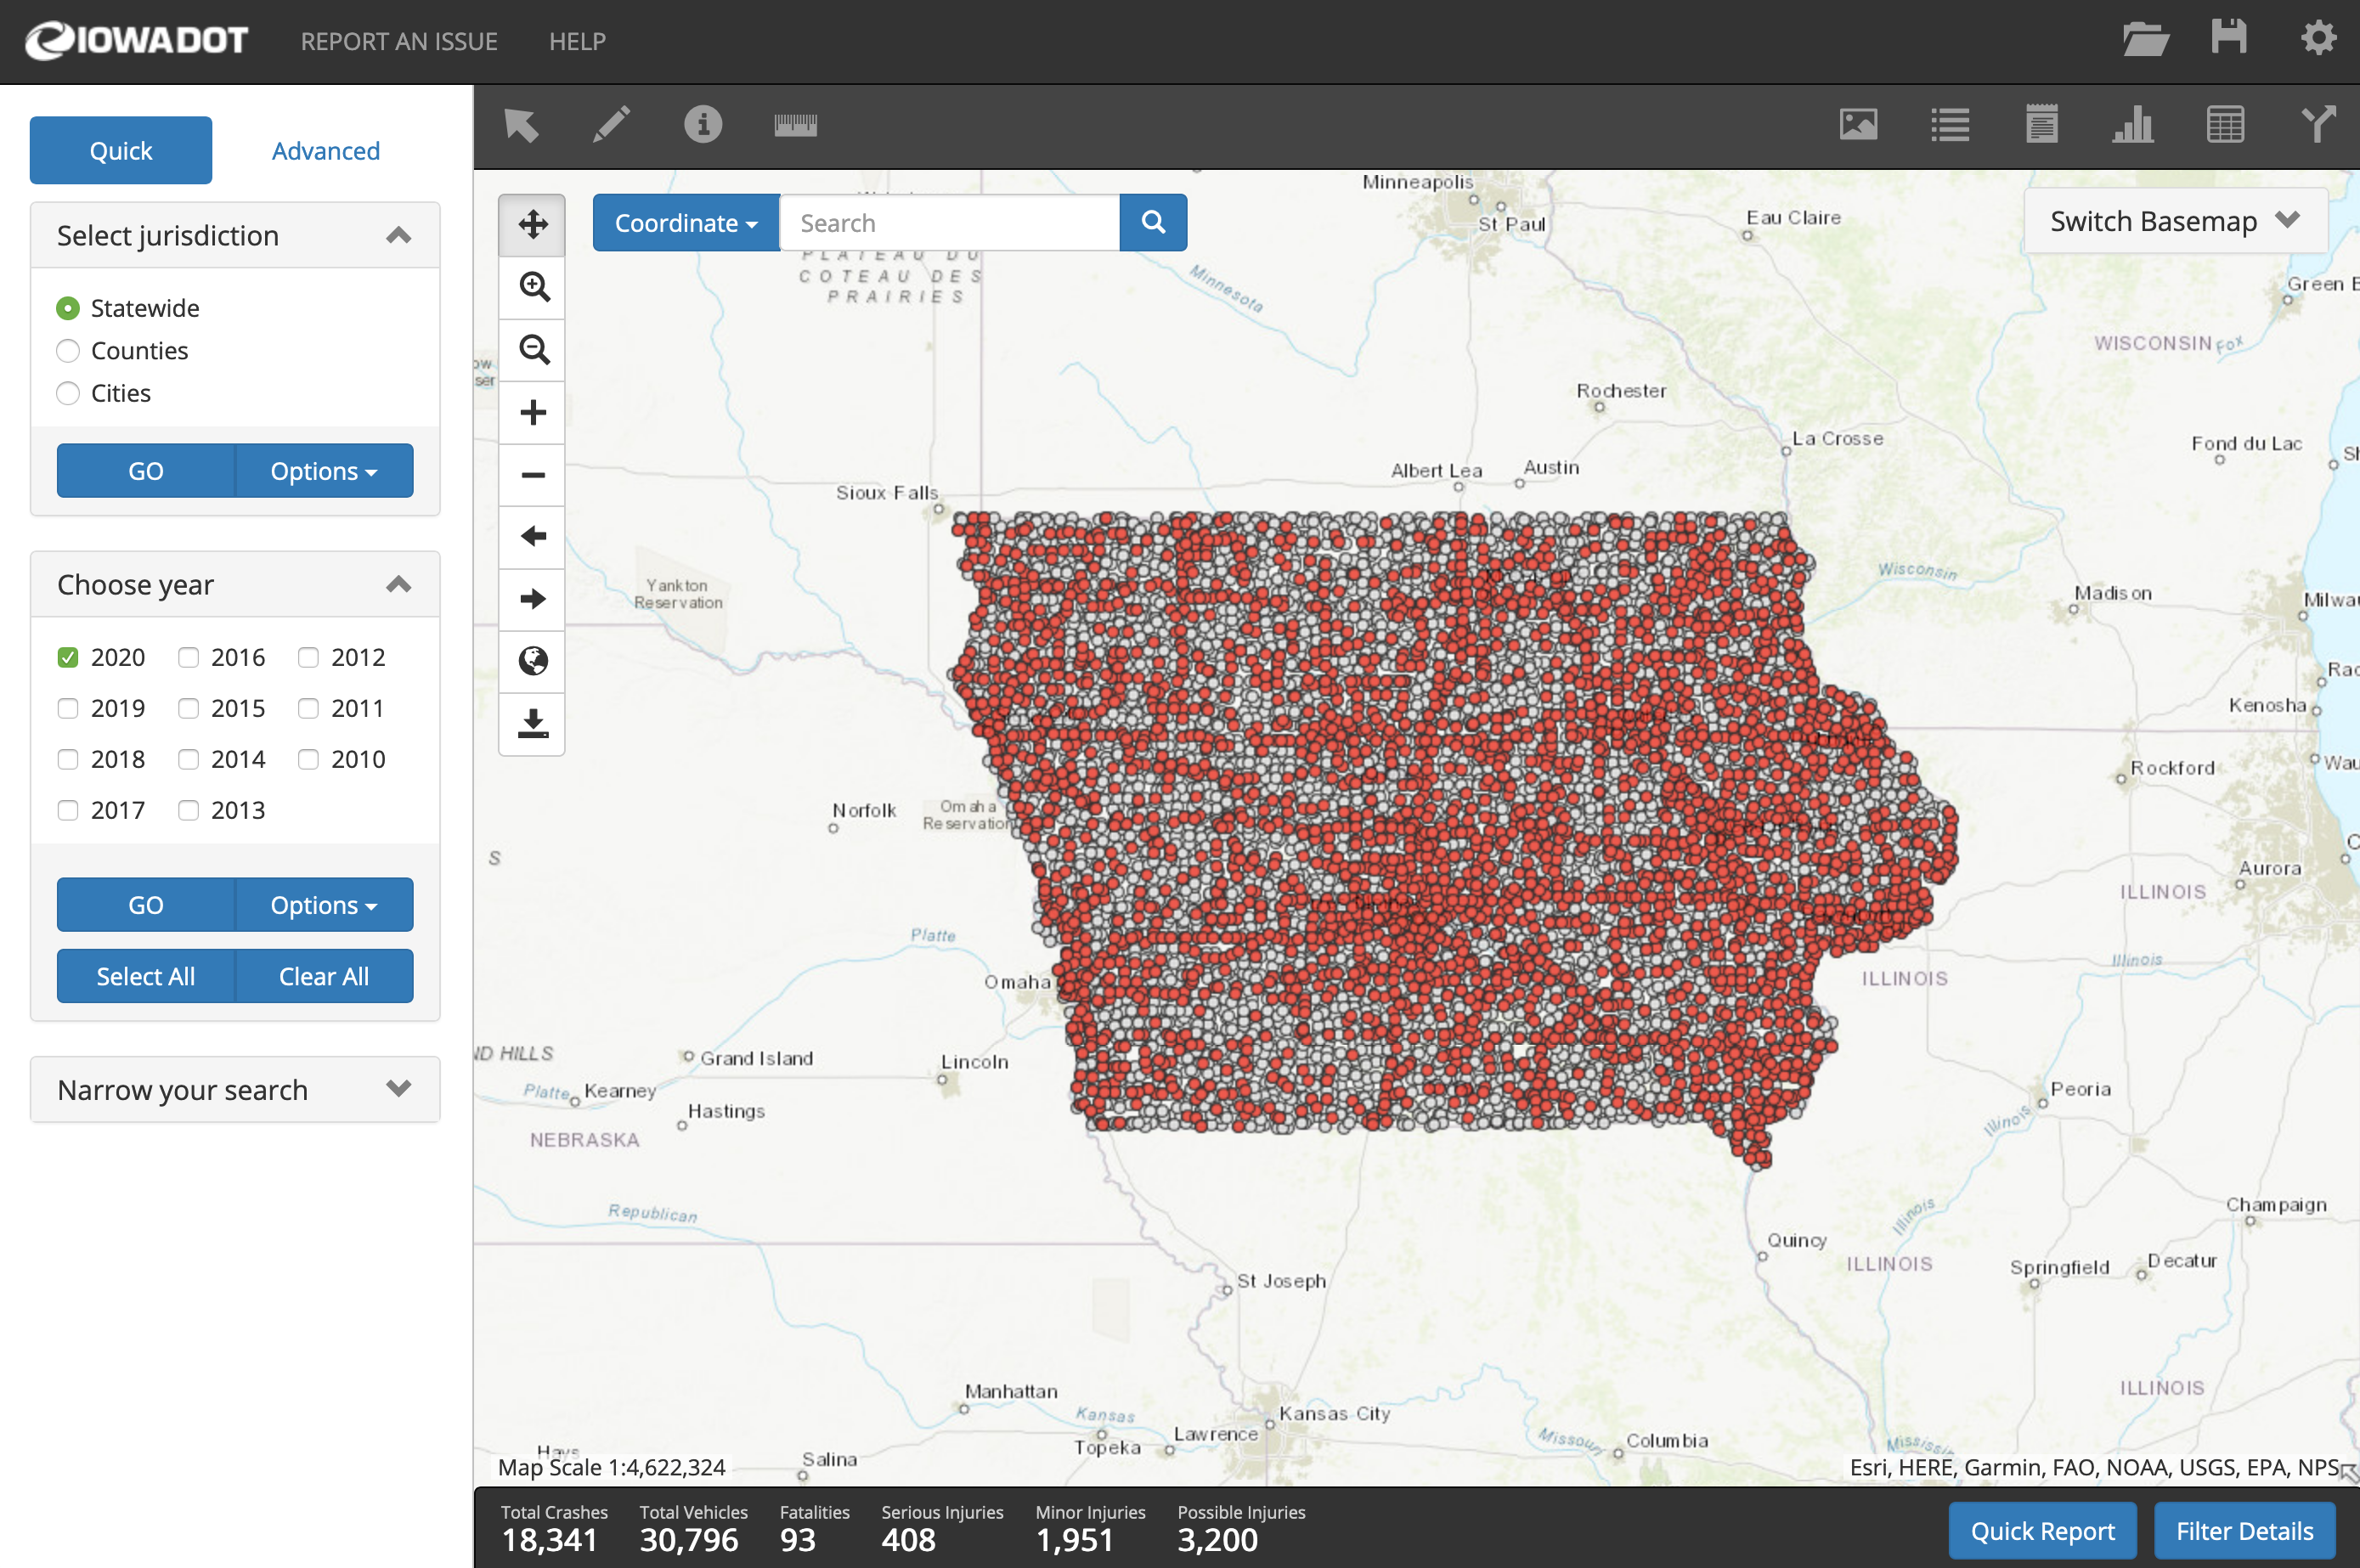 IOWADOT
REPORT AN ISSUE
HELP
Quick
Advanced
Select jurisdiction
Statewide
Counties
Cities
GO
Options
Choose year
2020
2016
2012
2019
2015
2011
2018
2014
2010
2017
2013
GO
Options
Select All
Clear All
Narrow your search
Coordinate
Search
Switch Basemap
Minneapolis
St Paul
Eau Claire
PLATEAU DU
COTEAU DES
PRAIRIES
Minnesota
Green B
WISCONSIN
Fox
Rochester
La Crosse
Fond du Lac
Sh
Albert Lea
Austin
Sioux Falls
Yankton
Reservation
Wisconsin
Madison
Milwau
Rac
Kenosha
Wau
Rockford
Norfolk
Omaha
Reservation
S
Aurora
ILLINOIS
Platte
Omaha
ILLINOIS
Illinois
ND HILLS
Grand Island
Lincoln
Platte
Kearney
Hastings
NEBRASKA
Peoria
Illinois
Republican
Champaign
Illinois
Quincy
ILLINOIS
Springfield
Decatur
St Joseph
Manhattan
Kansas
Kansas City
ILLINOIS
Topeka
Lawrence
Missouri
Columbia
Hays
Salina
Map Scale 1:4,622,324
Esri, HERE, Garmin, FAO, NOAA, USGS, EPA, NPS
Total Crashes
18,341
Total Vehicles
30,796
Fatalities
93
Serious Injuries
408
Minor Injuries
1,951
Possible Injuries
3,200
Quick Report
Filter Details